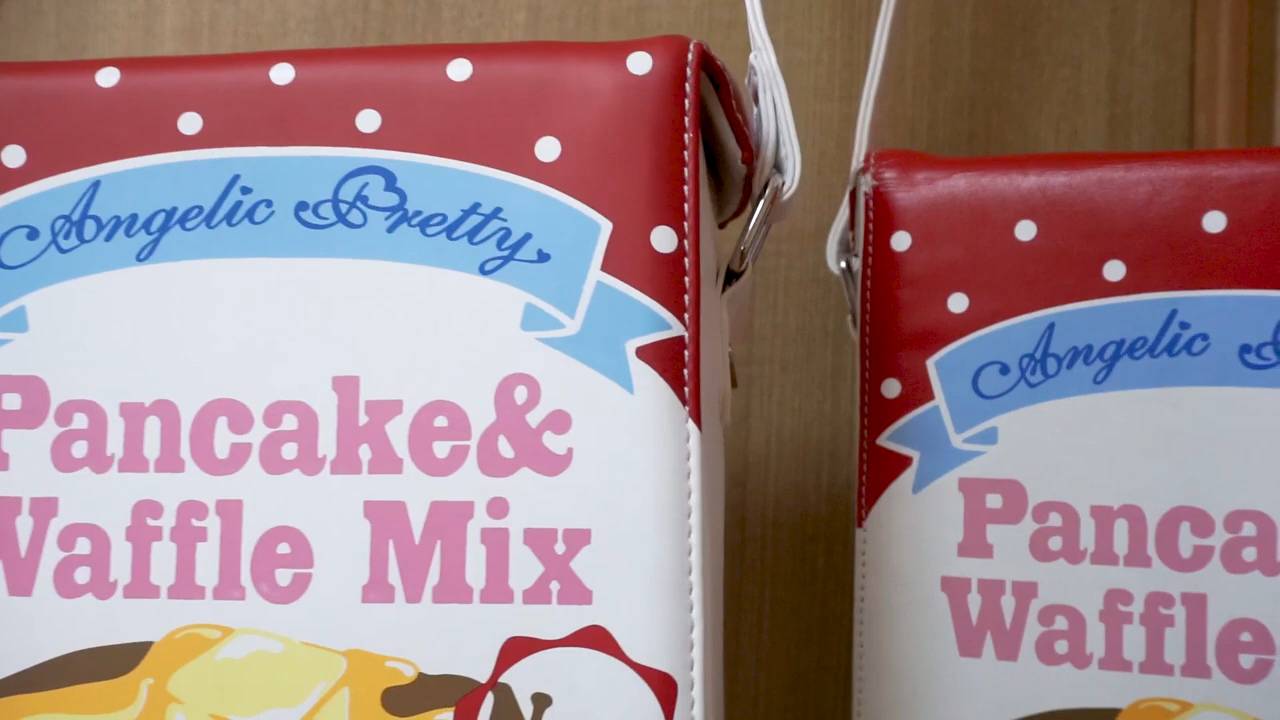 Angelic Pretty
Pancake&
Waffle Mix
Angelic
Panca
Waffle